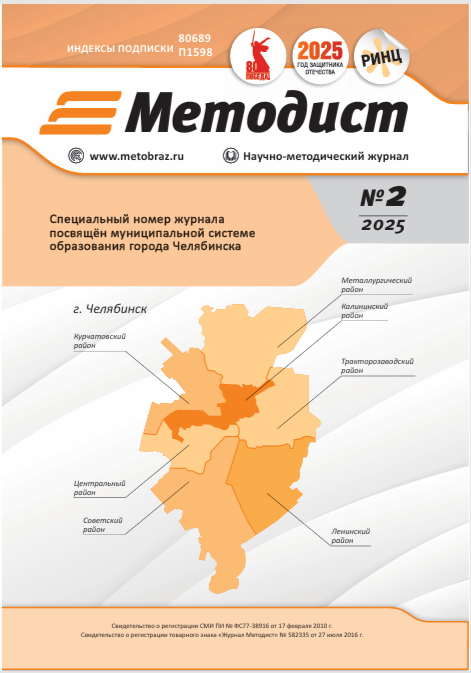 ИНДЕКСЫ ПОДПИСКИ 80689
П1598
80
ПОБЕДА!
2025
ГОД ЗАЩИТНИКА
ОТЕЧЕСТВА
РИНЦ
Методист
www.metobraz.ru
Научно-методический журнал
№2
2025
Специальный номер журнала
посвящён муниципальной системе
образования города Челябинска
г. Челябинск
Металлургический
район
Калининский
район
Курчатовский
район
Тракторозаводский
район
Центральный
район
Советский
район
Ленинский
район
Свидетельство о регистрации СМИ ПИ № ФС77-38916 от 17 февраля 2010 г.
Свидетельство о регистрации товарного знака «Журнал Методист» № 582335 от 27 июля 2016 г.